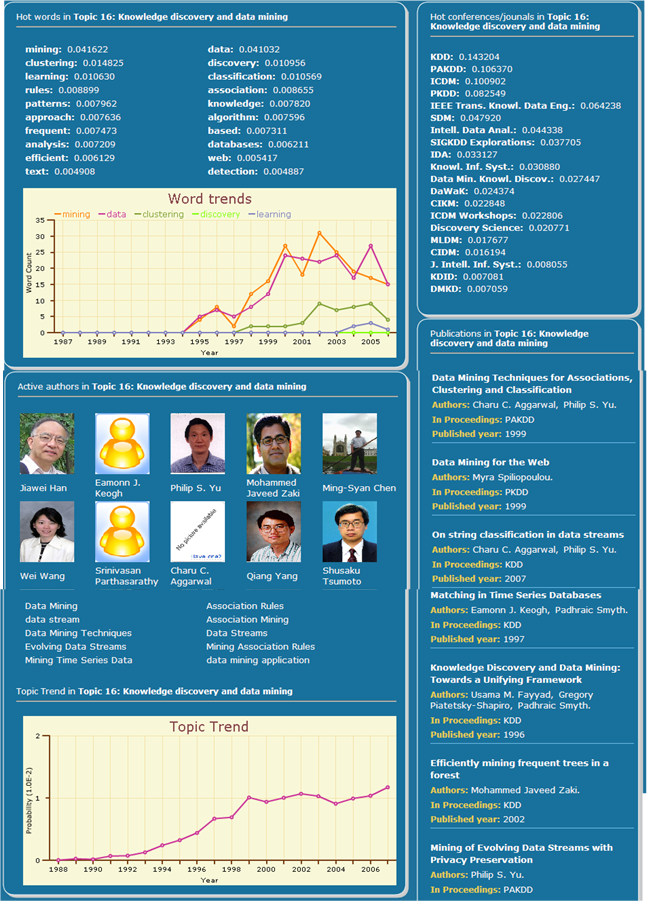 Hot words in Topic 16: Knowledge discovery and data mining
mining: 0.041622 data: 0.041032
clustering: 0.014825 discovery: 0.010956
learning: 0.010630 classification: 0.010569
rules: 0.008899 association: 0.008655
patterns: 0.007962 knowledge: 0.007820
approach: 0.007636 algorithm: 0.007596
frequent: 0.007473 based: 0.007311
analysis: 0.007209 databases: 0.006211
efficient: 0.006129 web: 0.005417
text: 0.004908 detection: 0.004887
Word trends
mining data clustering discovery learning
35
30
25
20
15
10
5
0
Word Count
1987 1989 1991 1993 1995 1997 1999 2001 2003 2005
Year
Hot conferences/jounals in Topic 16:
Knowledge discovery and data mining
KDD: 0.143204
PAKDD: 0.106370
ICDM: 0.100902
PKDD: 0.082549
IEEE Trans. Knowl. Data Eng.: 0.064238
SDM: 0.047920
Intell. Data Anal.: 0.044338
SIGKDD Explorations: 0.037705
IDA: 0.033127
Knowl. Inf. Syst.: 0.030880
Data Min. Knowl. Discov.: 0.027447
DaWaK: 0.024374
CIKM: 0.022848
ICDM Workshops: 0.022806
Discovery Science: 0.020771
MLDM: 0.017677
CIDM: 0.016194
J. Intell. Inf. Syst.: 0.008055
KDID: 0.007081
DMKD: 0.007059
Active authors in Topic 16: Knowledge discovery and data mining
Jiawei Han
Eamonn J.
Keogh
Philip S. Yu
Mohammed
Javeed Zaki
Ming-Syan Chen
No picture available
Wei Wang
Srinivasan
Parthasarathy
Charu C.
Aggarwal
Qiang Yang
Shusaku
Tsumoto
Data Mining Association Rules
data stream Association Mining
Data Mining Techniques Data Streams
Evolving Data Streams Mining Association Rules
Mining Time Series Data data mining application
Topic Trend in Topic 16: Knowledge discovery and data mining
Topic Trend
2
1
0
Probability (1.0E-2)
1988 1990 1992 1994 1996 1998 2000 2002 2004 2006
Year
Publications in Topic 16: Knowledge
discovery and data mining
Data Mining Techniques for Associations,
Clustering and Classification
Authors: Charu C. Aggarwal, Philip S. Yu.
In Proceedings: PAKDD
Published year: 1999
Data Mining for the Web
Authors: Myra Spiliopoulou.
In Proceedings: PKDD
Published year: 1999
On string classification in data streams
Authors: Charu C. Aggarwal, Philip S. Yu.
In Proceedings: KDD
Published year: 2007
Matching in Time Series Databases
Authors: Eamonn J. Keogh, Padhraic Smyth.
In Proceedings: KDD
Published year: 1997
Knowledge Discovery and Data Mining:
Towards a Unifying Framework
Authors: Usama M. Fayyad, Gregory
Piatetsky-Shapiro, Padhraic Smyth.
In Proceedings: KDD
Published year: 1996
Efficiently mining frequent trees in a
forest
Authors: Mohammed Javeed Zaki.
In Proceedings: KDD
Published year: 2002
Mining of Evolving Data Streams with
Privacy Preservation
Authors: Philip S. Yu.
In Proceedings: PAKDD